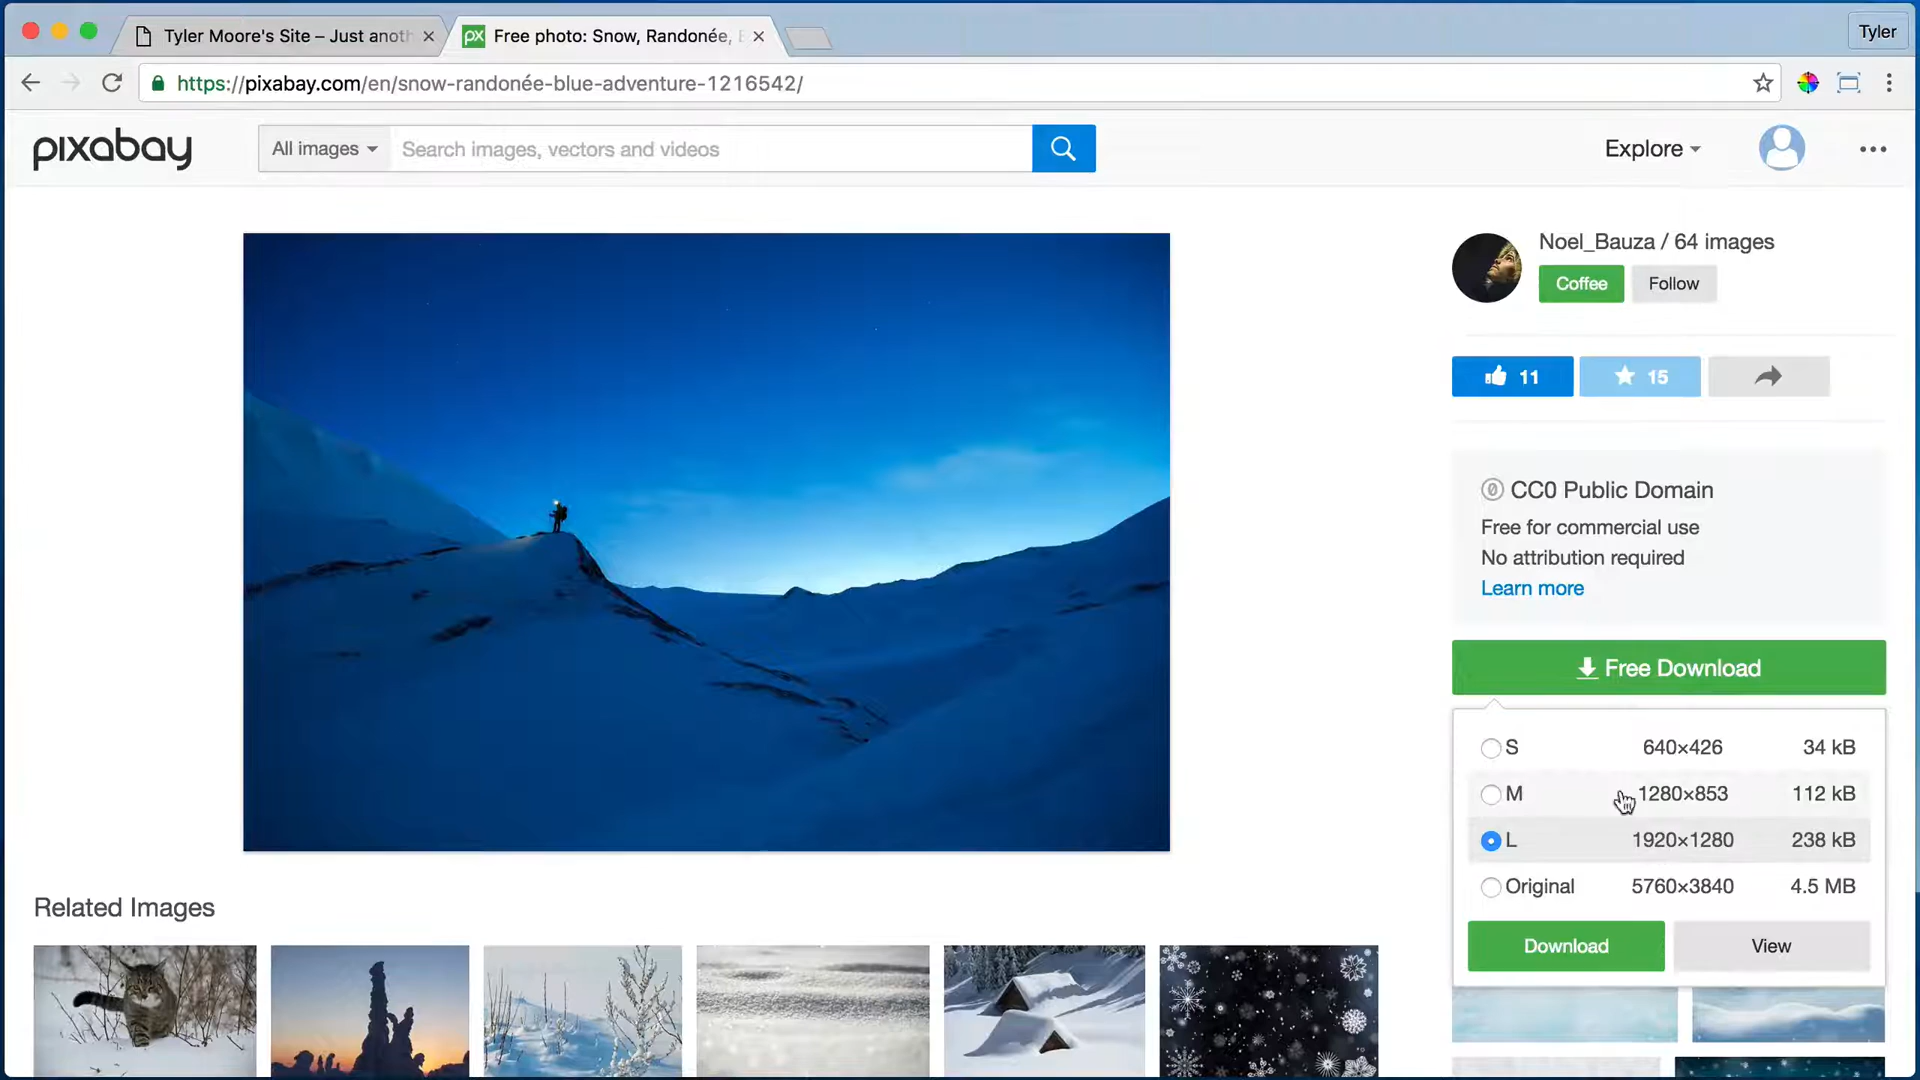 Tyler Moore's Site – Just anoth
Free photo: Snow, Randonée,
Tyler
https://pixabay.com/en/snow-randonée-blue-adventure-1216542/
pixabay
All images
Search images, vectors and videos
Explore
Noel_Bauza / 64 images
Coffee
Follow
11
15
CC0 Public Domain
Free for commercial use
No attribution required
Learn more
Free Download
S 640×426 34 kB
M 1280×853 112 kB
L 1920×1280 238 kB
Original 5760×3840 4.5 MB
Download
View
Related Images